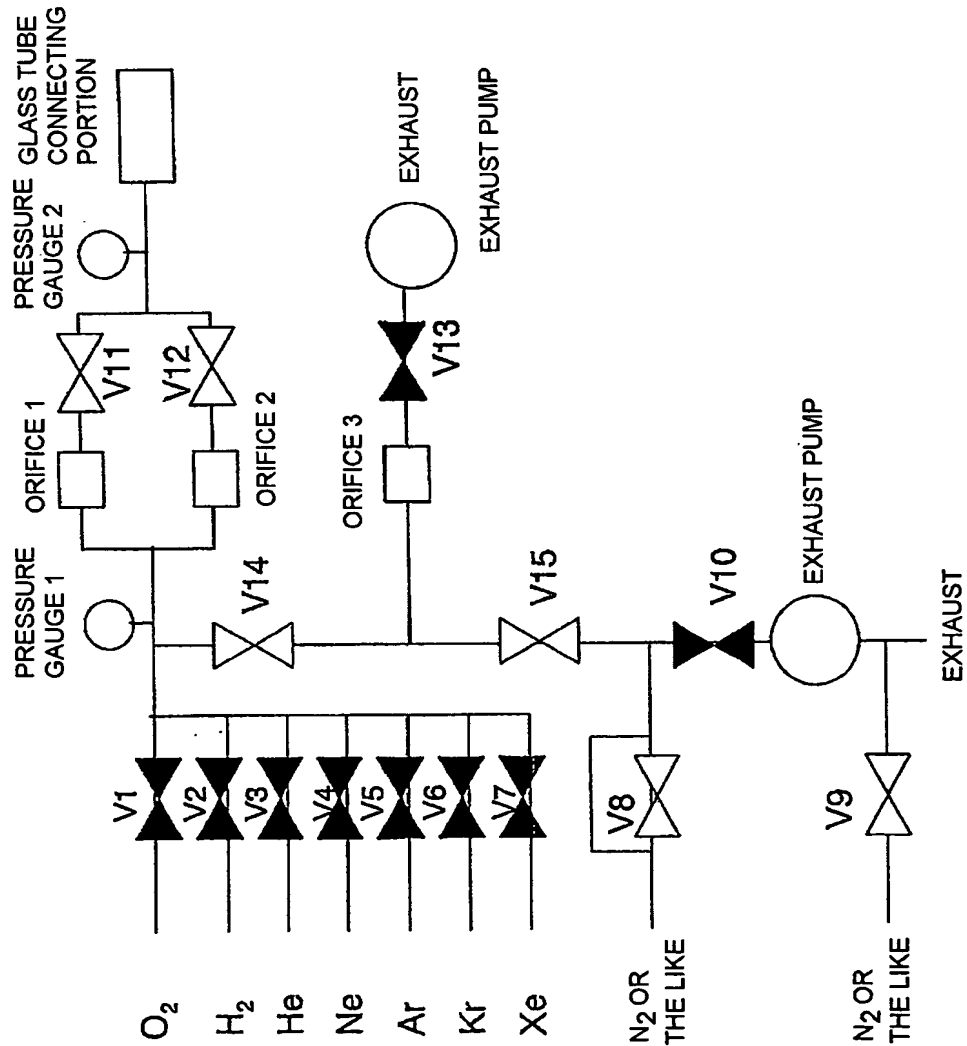 PRESSURE
GAUGE 2
GLASS TUBE
CONNECTING
PORTION
PRESSURE
GAUGE 1
ORIFICE 1
V11
ORIFICE 2
V12
V14
ORIFICE 3
V13
EXHAUST
EXHAUST PUMP
V15
V10
EXHAUST PUMP
EXHAUST
O2
V1
H2
V2
He
V3
Ne
V4
Ar
V5
Kr
V6
Xe
V7
N2 OR
THE LIKE
V8
N2 OR
THE LIKE
V9